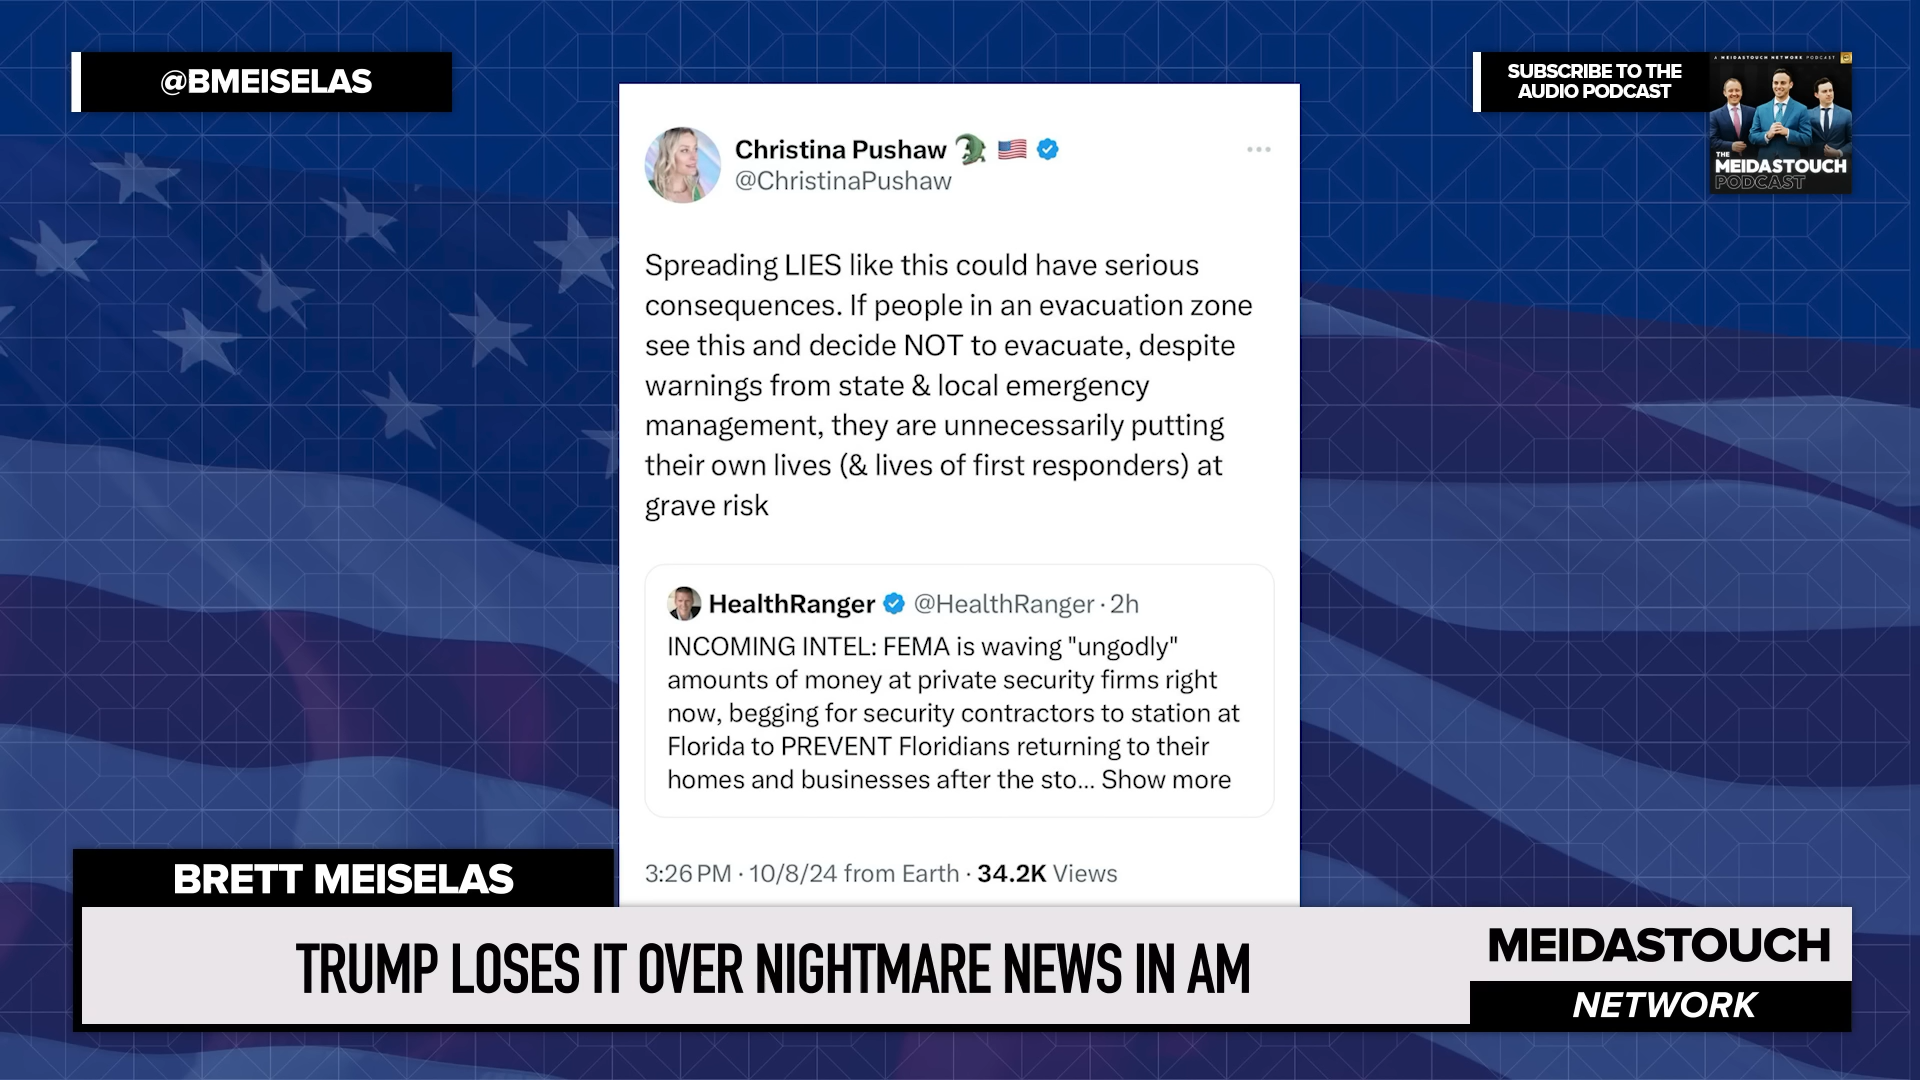 @BMEISELAS
SUBSCRIBE TO THE
AUDIO PODCAST
A MEIDASTOUCH NETWORK PODCAST
THE
MEIDASTOUCH
PODCAST
Christina Pushaw 🐊 🇺🇸
@ChristinaPushaw
Spreading LIES like this could have serious
consequences. If people in an evacuation zone
see this and decide NOT to evacuate, despite
warnings from state & local emergency
management, they are unnecessarily putting
their own lives (& lives of first responders) at
grave risk
HealthRanger @HealthRanger · 2h
INCOMING INTEL: FEMA is waving "ungodly"
amounts of money at private security firms right
now, begging for security contractors to station at
Florida to PREVENT Floridians returning to their
homes and businesses after the sto... Show more
3:26 PM · 10/8/24 from Earth · 34.2K Views
BRETT MEISELAS
TRUMP LOSES IT OVER NIGHTMARE NEWS IN AM
MEIDASTOUCH
NETWORK